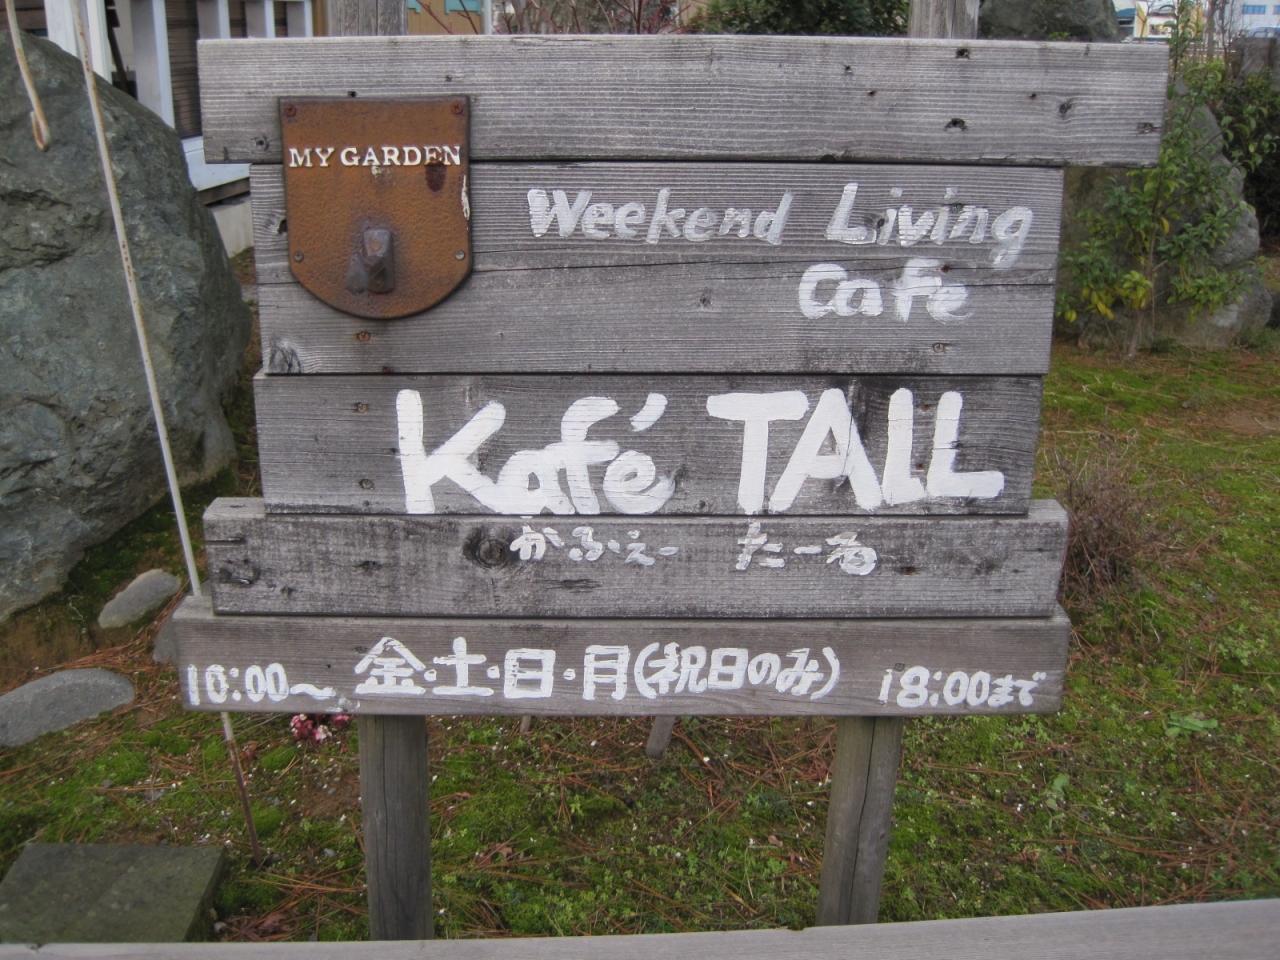 MY GARDEN
Weekend Living
Cafe
Kafé TALL
かふぇー たーる
10:00〜 金・土・日・月(祝日のみ) 18:00まで